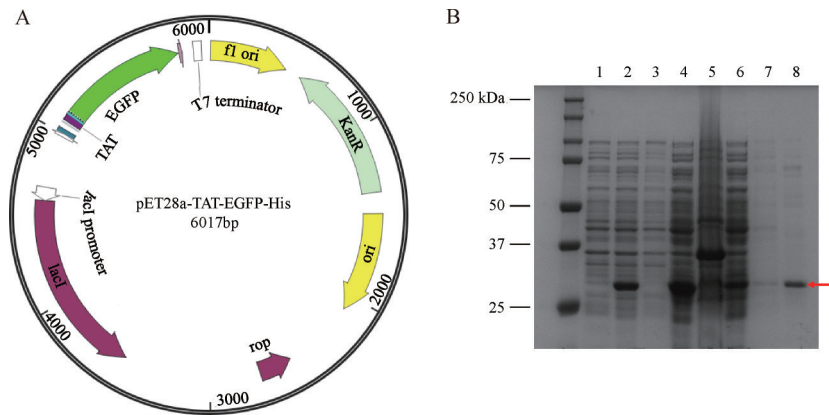 A
6000
f1 ori
T7 terminator
EGFP
TAT
5000
KanR
1000
lacI promoter
pET28a-TAT-EGFP-His
6017bp
lacI
ori
2000
4000
rop
3000
B
1 2 3 4 5 6 7 8
250 kDa
75
50
37
25